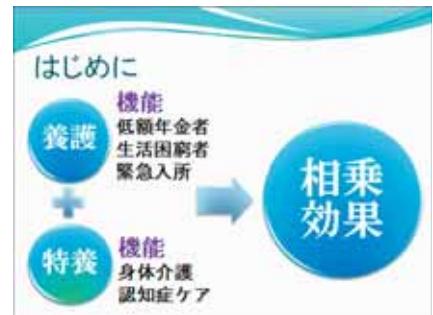 はじめに
養護
機能
低額年金者
生活困窮者
緊急入所
特養
機能
身体介護
認知症ケア
相乗
効果